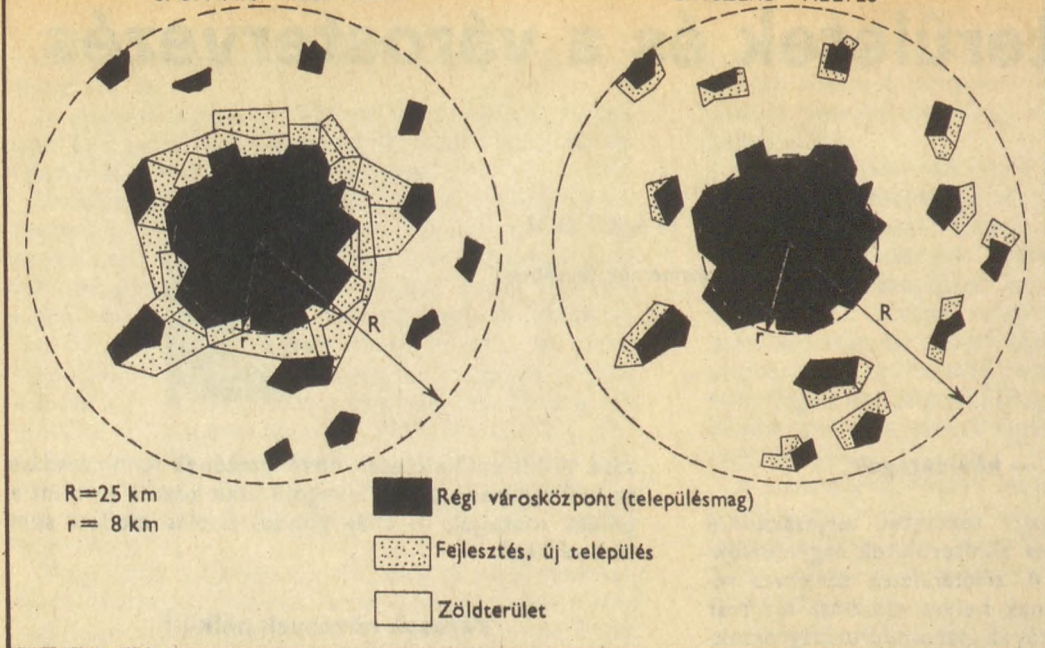 R
r
R
r
R=25 km
r= 8 km
Régi városközpont (településmag)
Fejlesztés, új település
Zöldterület